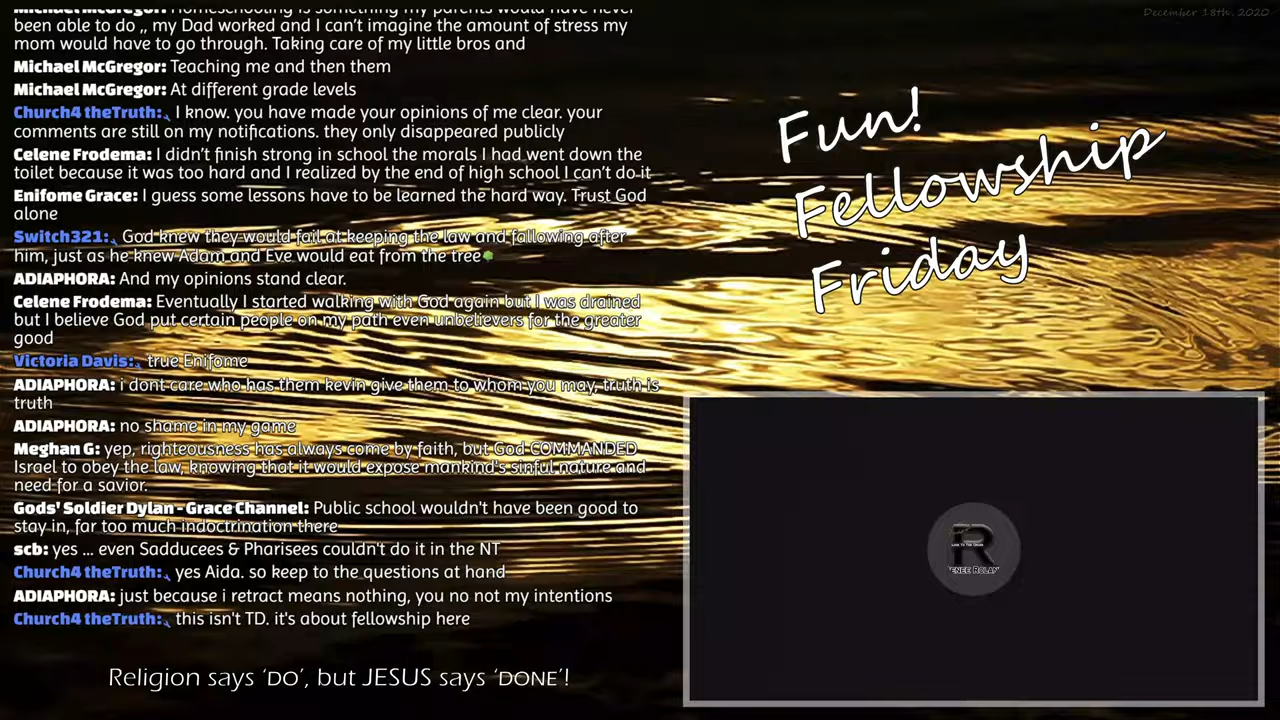 December 18th, 2020
Michael McGregor: Homeschooling is something my parents would have never
been able to do ,, my Dad worked and I can’t imagine the amount of stress my
mom would have to go through. Taking care of my little bros and
Michael McGregor: Teaching me and then them
Michael McGregor: At different grade levels
Church4 theTruth: I know. you have made your opinions of me clear. your
comments are still on my notifications. they only disappeared publicly
Celene Frodema: I didn’t finish strong in school the morals I had went down the
toilet because it was too hard and I realized by the end of high school I can’t do it
Enifome Grace: I guess some lessons have to be learned the hard way. Trust God
alone
Switch321: God knew they would fail at keeping the law and fallowing after
him, just as he knew Adam and Eve would eat from the tree
ADIAPHORA: And my opinions stand clear.
Celene Frodema: Eventually I started walking with God again but I was drained
but I believe God put certain people on my path even unbelievers for the greater
good
Victoria Davis: true Enifome
ADIAPHORA: i dont care who has them kevin give them to whom you may, truth is
truth
ADIAPHORA: no shame in my game
Meghan G: yep, righteousness has always come by faith, but God COMMANDED
Israel to obey the law, knowing that it would expose mankind's sinful nature and
need for a savior.
Gods' Soldier Dylan - Grace Channel: Public school wouldn't have been good to
stay in, far too much indoctrination there
scb: yes ... even Sadducees & Pharisees couldn't do it in the NT
Church4 theTruth: yes Aida. so keep to the questions at hand
ADIAPHORA: just because i retract means nothing, you no not my intentions
Church4 theTruth: this isn't TD. it's about fellowship here
Religion says ‘DO’, but JESUS says ‘DONE’!
Fun!
Fellowship
Friday
R